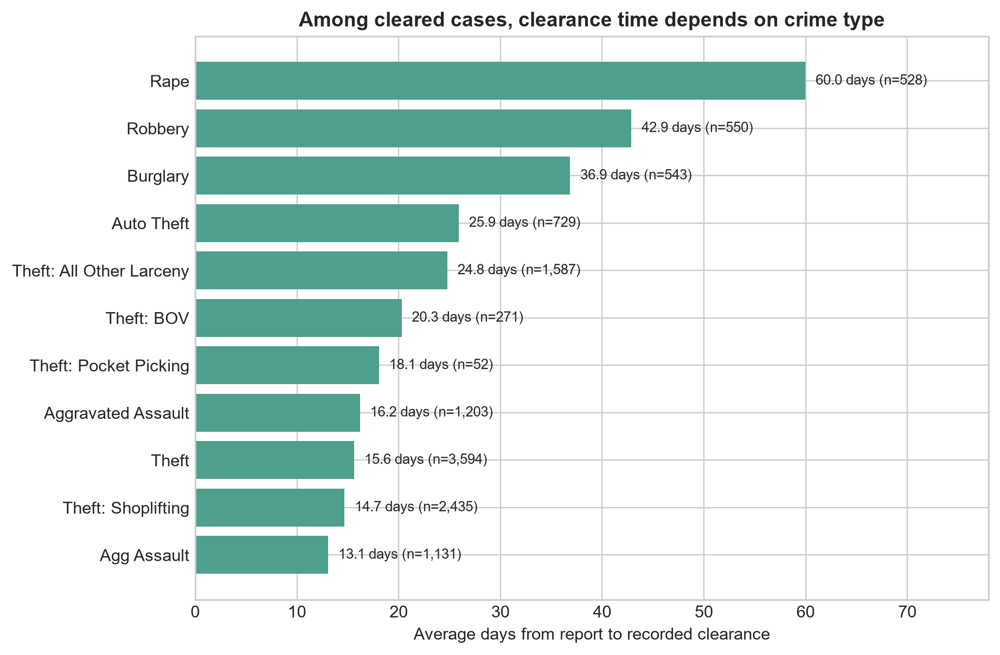 Among cleared cases, clearance time depends on crime type
Rape 60.0 days (n=528)
Robbery 42.9 days (n=550)
Burglary 36.9 days (n=543)
Auto Theft 25.9 days (n=729)
Theft: All Other Larceny 24.8 days (n=1,587)
Theft: BOV 20.3 days (n=271)
Theft: Pocket Picking 18.1 days (n=52)
Aggravated Assault 16.2 days (n=1,203)
Theft 15.6 days (n=3,594)
Theft: Shoplifting 14.7 days (n=2,435)
Agg Assault 13.1 days (n=1,131)
0 10 20 30 40 50 60 70
Average days from report to recorded clearance